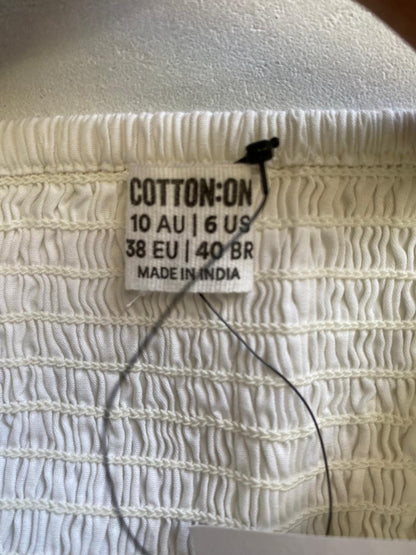 COTTON:ON
10 AU | 6 US
38 EU | 40 BR
MADE IN INDIA